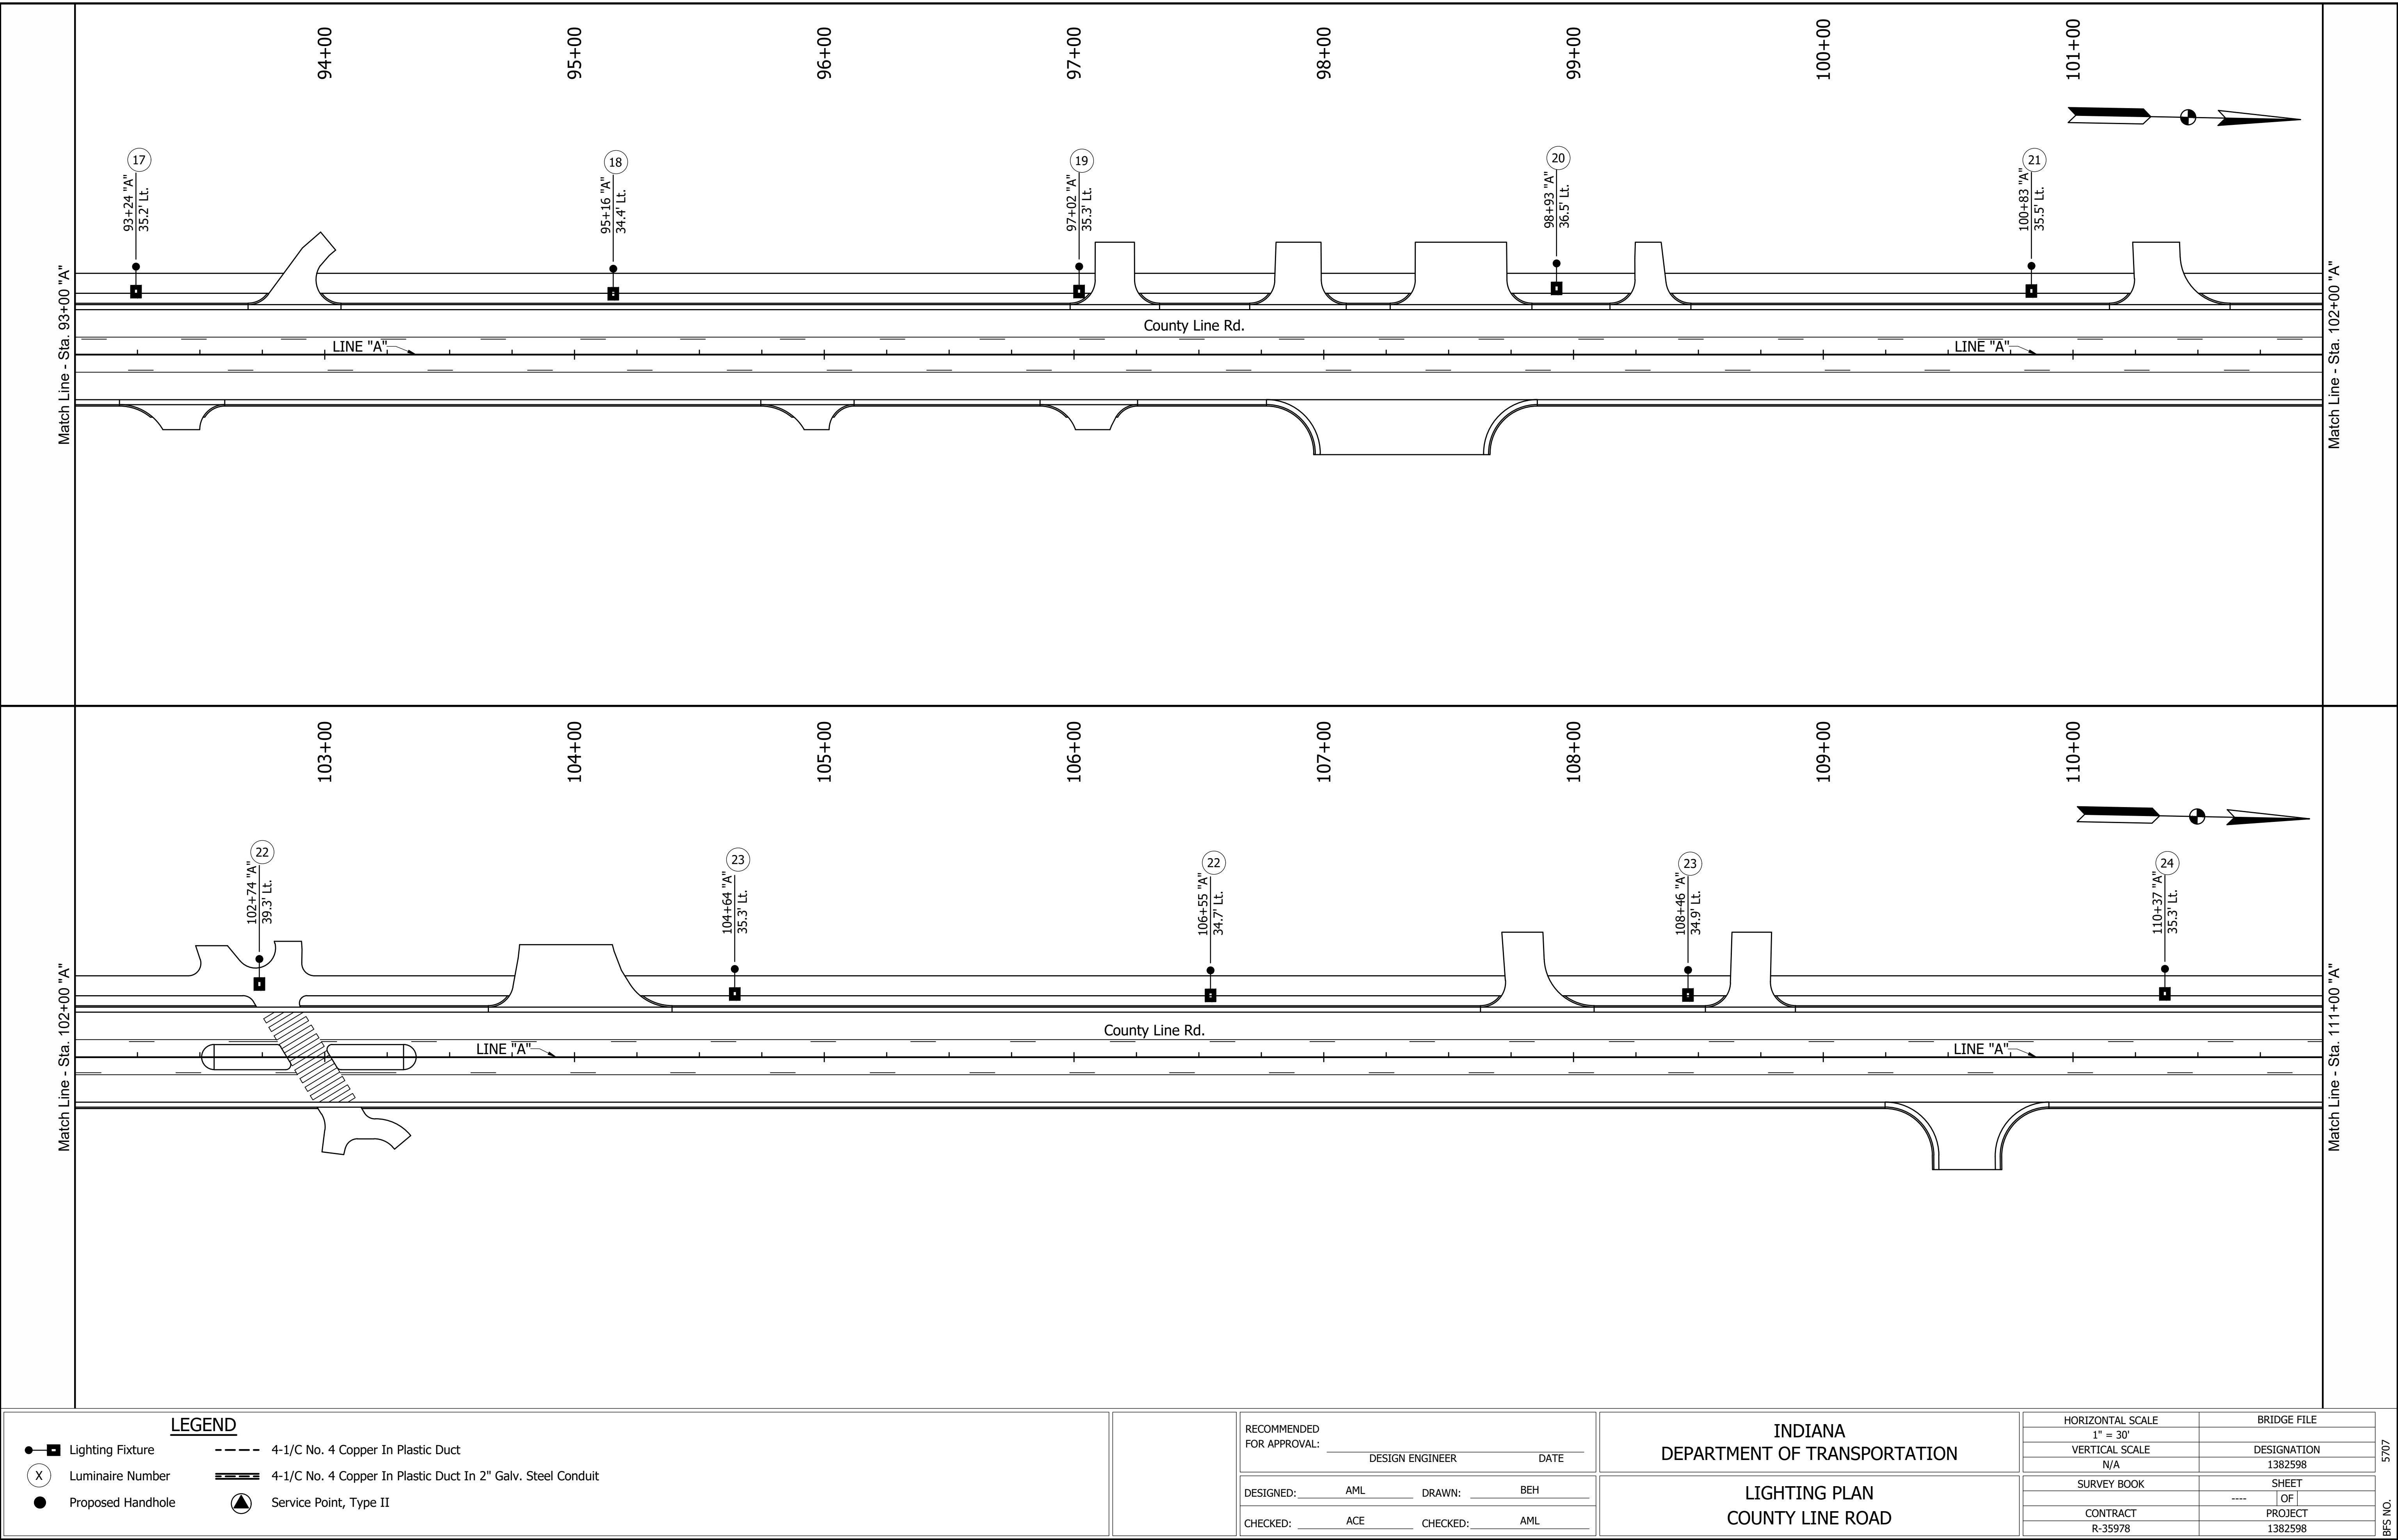 94+00
95+00
96+00
97+00
98+00
99+00
100+00
101+00
17
93+24 "A"
35.2' Lt.
18
95+16 "A"
34.4' Lt.
19
97+02 "A"
35.3' Lt.
20
98+93 "A"
36.5' Lt.
21
100+83 "A"
35.5' Lt.
Match Line - Sta. 93+00 "A"
County Line Rd.
LINE "A"
LINE "A"
Match Line - Sta. 102+00 "A"
103+00
104+00
105+00
106+00
107+00
108+00
109+00
110+00
22
102+74 "A"
39.3' Lt.
23
104+64 "A"
35.3' Lt.
22
106+55 "A"
34.7' Lt.
23
108+46 "A"
34.9' Lt.
24
110+37 "A"
35.3' Lt.
Match Line - Sta. 102+00 "A"
County Line Rd.
LINE "A"
LINE "A"
Match Line - Sta. 111+00 "A"
LEGEND
Lighting Fixture
4-1/C No. 4 Copper In Plastic Duct
X
Luminaire Number
4-1/C No. 4 Copper In Plastic Duct In 2" Galv. Steel Conduit
Proposed Handhole
Service Point, Type II
RECOMMENDED
FOR APPROVAL:
DESIGN ENGINEER DATE
DESIGNED: AML DRAWN: BEH
CHECKED: ACE CHECKED: AML
INDIANA
DEPARTMENT OF TRANSPORTATION
LIGHTING PLAN
COUNTY LINE ROAD
HORIZONTAL SCALE BRIDGE FILE
1" = 30'
VERTICAL SCALE DESIGNATION
N/A 1382598
SURVEY BOOK SHEET
---- OF
CONTRACT PROJECT
R-35978 1382598
BFS NO. 5707